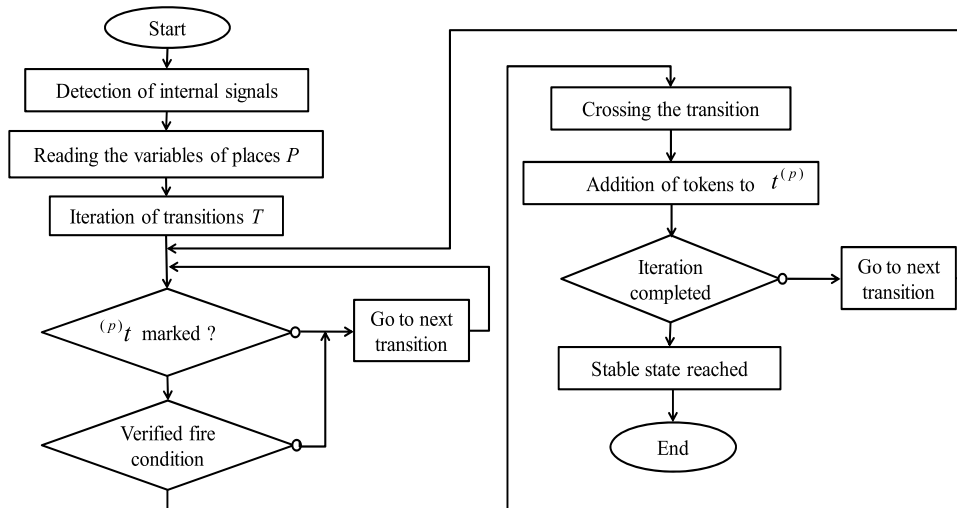 Start
Detection of internal signals
Reading the variables of places P
Iteration of transitions T
(p)t marked ?
Go to next
transition
Verified fire
condition
Crossing the transition
Addition of tokens to t(p)
Iteration
completed
Go to next
transition
Stable state reached
End